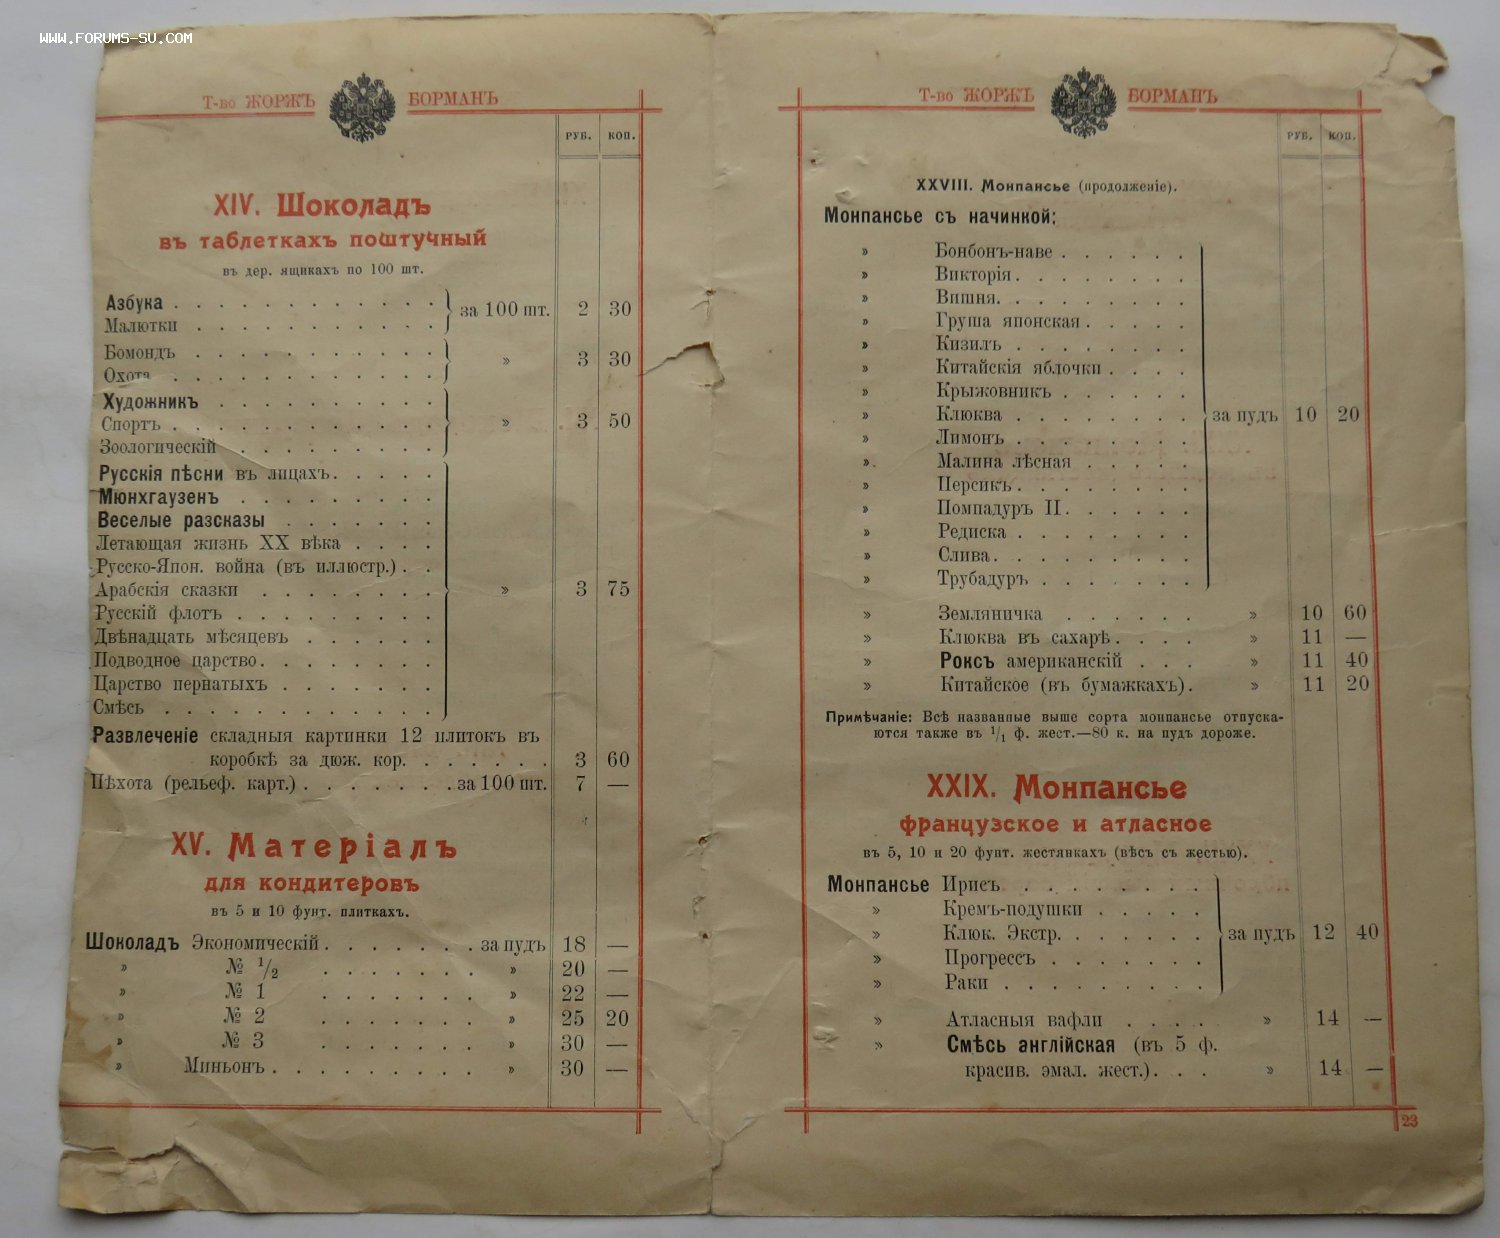 WWW.FORUMS-SU.COM
Т-во ЖОРЖЪ БОРМАНЪ
РУБ. КОП.
XIV. Шоколадъ
въ таблеткахъ поштучный
въ дер. ящикахъ по 100 шт.
Азбука . . . . . . . . . . . за 100 шт. 2 30
Малютки . . . . . . . . . . .
Бомондъ . . . . . . . . . . . » 3 30
Охота . . . . . . . . . . . .
Художникъ . . . . . . . . . .
Спортъ . . . . . . . . . . . » 3 50
Зоологическій . . . . . . . . .
Русскія пѣсни въ лицахъ. . . . .
Мюнхгаузенъ . . . . . . . . .
Веселые разсказы . . . . . . .
Летающая жизнь XX вѣка . . . .
Русско-Япон. война (въ иллюстр.) . .
Арабскія сказки . . . . . . . . » 3 75
Русскій флотъ . . . . . . . . .
Двѣнадцать мѣсяцевъ . . . . . .
Подводное царство. . . . . . . .
Царство пернатыхъ . . . . . . .
Смѣсь . . . . . . . . . . . .
Развлеченіе складныя картинки 12 плитокъ въ
коробкѣ за дюж. кор. . . . . . . 3 60
Пѣхота (рельеф. карт.) . . . . . . . за 100 шт. 7 —
XV. Матеріалъ
для кондитеровъ
въ 5 и 10 фунт. плиткахъ.
Шоколадъ Экономическій . . . . . . . за пудъ 18 —
» № 1/2 . . . . . . . » 20 —
» № 1 . . . . . . . » 22 —
» № 2 . . . . . . . » 25 20
» № 3 . . . . . . . » 30 —
» Миньонъ . . . . . . . . . » 30 —
Т-во ЖОРЖЪ БОРМАНЪ
РУБ. КОП.
XXVIII. Монпансье (продолженіе).
Монпансье съ начинкой:
» Бонбонъ-наве . . . . . .
» Викторія. . . . . . . .
» Вишня. . . . . . . . .
» Груша японская . . . . .
» Кизилъ . . . . . . . .
» Китайскія яблочки . . . .
» Крыжовникъ . . . . . .
» Клюква . . . . . . . . за пудъ 10 20
» Лимонъ . . . . . . . .
» Малина лѣсная . . . . .
» Персикъ. . . . . . . .
» Помпадуръ II. . . . . .
» Редиска . . . . . . . .
» Слива. . . . . . . . .
» Трубадуръ . . . . . . .
» Земляничка . . . . . . » 10 60
» Клюква въ сахарѣ. . . . » 11 —
» Роксъ американскій . . . » 11 40
» Китайское (въ бумажкахъ). » 11 20
Примѣчаніе: Всѣ названные выше сорта монпансье отпуска-
ются также въ 1/1 ф. жест.—80 к. на пудъ дороже.
XXIX. Монпансье
французское и атласное
въ 5, 10 и 20 фунт. жестянкахъ (вѣсъ съ жестью).
Монпансье Ирисъ . . . . . . . .
» Кремъ-подушки . . . . .
» Клюк. Экстр. . . . . . . за пудъ 12 40
» Прогрессъ . . . . . . .
» Раки . . . . . . . . .
» Атласныя вафли . . . . » 14 —
» Смѣсь англійская (въ 5 ф.
красив. эмал. жест.). . . » 14 —
23